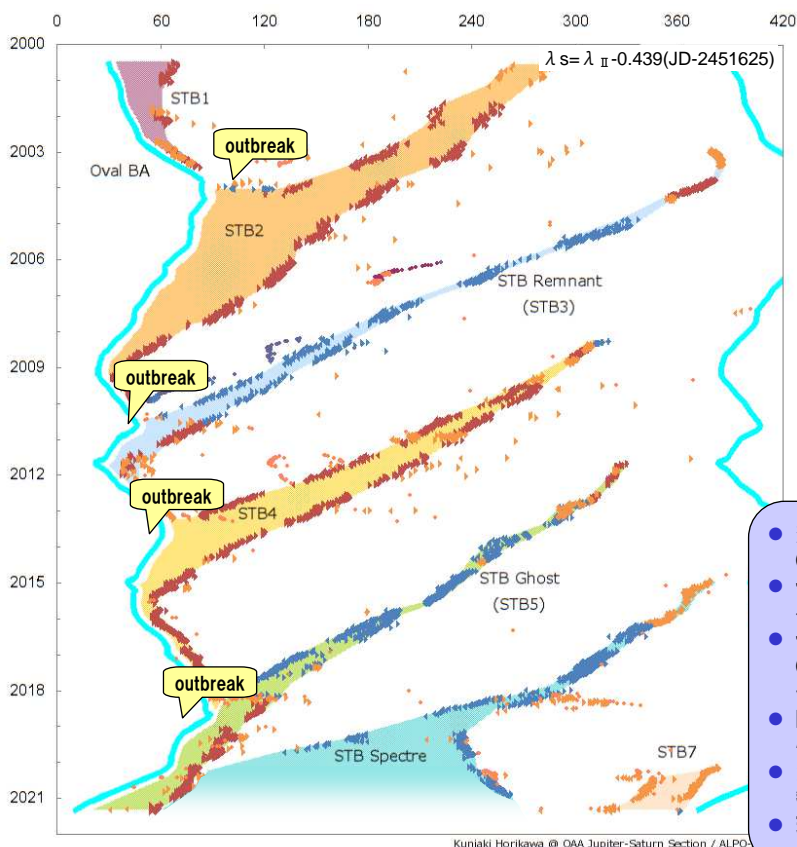 0 60 120 180 240 300 360 420
2000
λs=λⅡ-0.439(JD-2451625)
STB1
outbreak
2003
Oval BA
STB2
2006
STB Remnant
(STB3)
2009
outbreak
2012
outbreak
STB4
2015
STB Ghost
(STB5)
outbreak
2018
STB Spectre
STB7
2021
Kuniaki Horikawa @ OAA Jupiter-Saturn Section / ALPO-